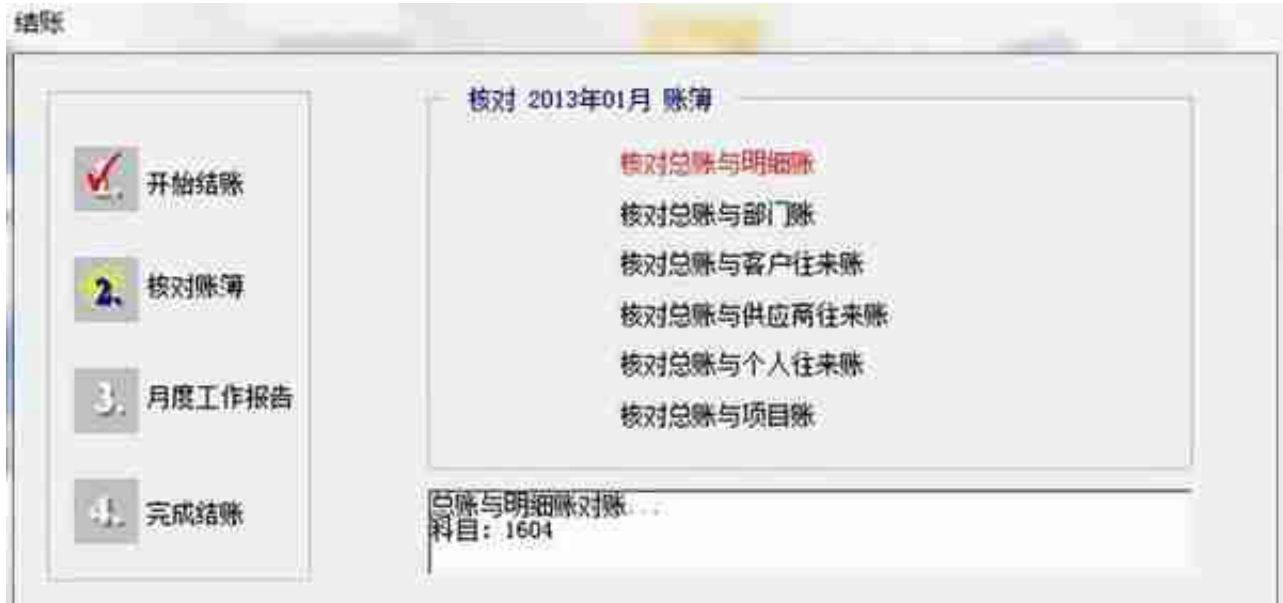 结账
开始结账
2. 核对账簿
3. 月度工作报告
4. 完成结账
核对 2013年01月 账簿
核对总账与明细账
核对总账与部门账
核对总账与客户往来账
核对总账与供应商往来账
核对总账与个人往来账
核对总账与项目账
总账与明细账对账...
科目: 1604